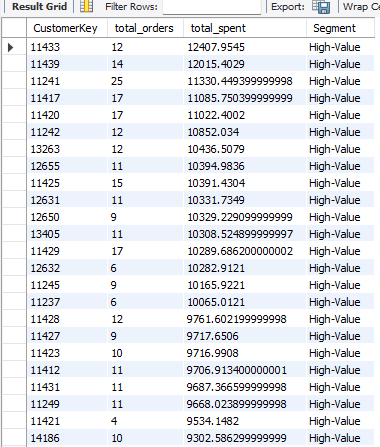 Result Grid Filter Rows: Export: Wrap Ce
CustomerKey total_orders total_spent Segment
11433 12 12407.9545 High-Value
11439 14 12015.4029 High-Value
11241 25 11330.449399999998 High-Value
11417 17 11085.750399999999 High-Value
11420 17 11022.4002 High-Value
11242 12 10852.034 High-Value
13263 12 10436.5079 High-Value
12655 11 10394.9836 High-Value
11425 15 10391.4304 High-Value
12631 11 10331.7349 High-Value
12650 9 10329.229099999999 High-Value
13405 11 10308.524899999997 High-Value
11429 17 10289.686200000002 High-Value
12632 6 10282.9121 High-Value
11245 9 10165.9221 High-Value
11237 6 10065.0121 High-Value
11428 12 9761.602199999998 High-Value
11427 9 9717.6506 High-Value
11423 10 9716.9908 High-Value
11412 11 9706.913400000001 High-Value
11431 11 9687.366599999998 High-Value
11249 11 9668.023899999998 High-Value
11421 4 9534.1482 High-Value
14186 10 9302.586299999999 High-Value